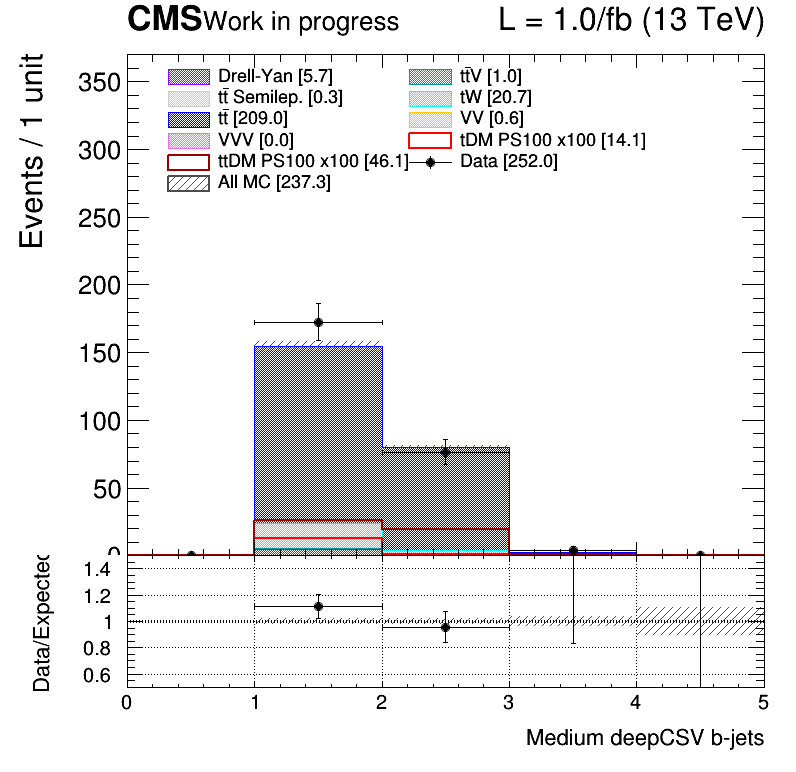 CMS Work in progress L = 1.0/fb (13 TeV)
Events / 1 unit
350
300
250
200
150
100
50
0
Drell-Yan [5.7]
tt̄V [1.0]
tt̄ Semilep. [0.3]
tW [20.7]
tt̄ [209.0]
VV [0.6]
VVV [0.0]
tDM PS100 x100 [14.1]
ttDM PS100 x100 [46.1]
Data [252.0]
All MC [237.3]
Data/Expected
1.4
1.2
1
0.8
0.6
0 1 2 3 4 5
Medium deepCSV b-jets